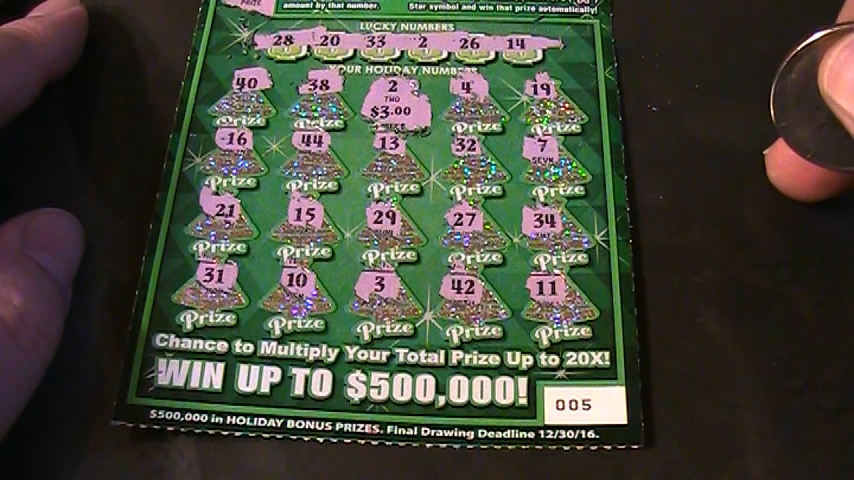 PRIZE
amount by that number.
Star symbol and win that prize automatically!
LUCKY NUMBERS
28 20 33 2 26 14
YOUR HOLIDAY NUMBERS
40 38 2 4 19
TWO
$3.00
Prize Prize Prize Prize
16 44 13 32 7
SEVN
Prize Prize Prize Prize Prize
21 15 29 27 34
Prize Prize Prize Prize Prize
31 10 3 42 11
Prize Prize Prize Prize Prize
Chance to Multiply Your Total Prize Up to 20X!
WIN UP TO $500,000!
005
$500,000 in HOLIDAY BONUS PRIZES. Final Drawing Deadline 12/30/16.